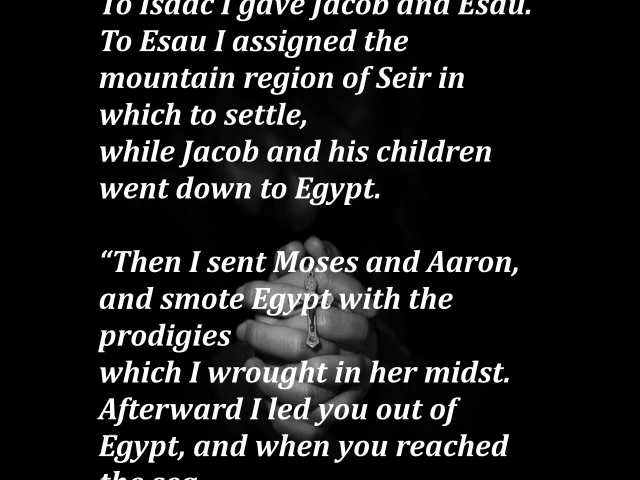 To Isaac I gave Jacob and Esau.
To Esau I assigned the
mountain region of Seir in
which to settle,
while Jacob and his children
went down to Egypt.
“Then I sent Moses and Aaron,
and smote Egypt with the
prodigies
which I wrought in her midst.
Afterward I led you out of
Egypt, and when you reached
the sea